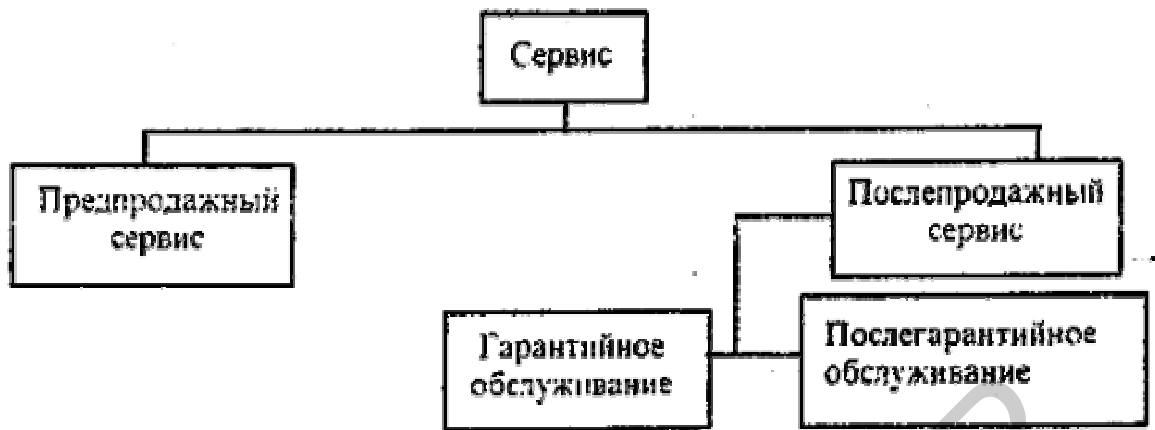 Сервис
Предпродажный
сервис
Послепродажный
сервис
Гарантийное
обслуживание
Послегарантийное
обслуживание